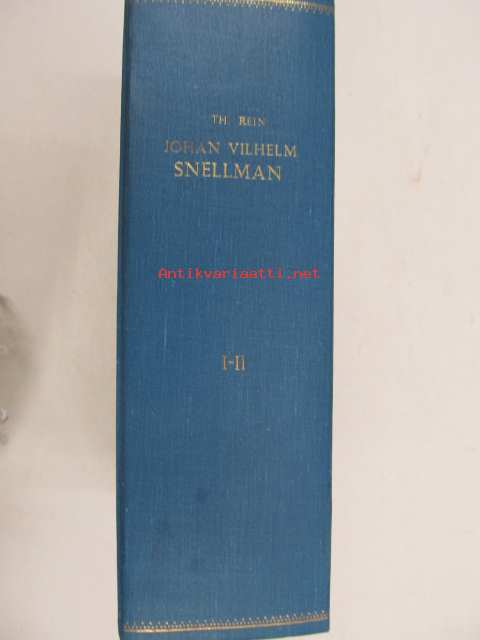 TH. REIN
JOHAN VILHELM
SNELLMAN
Antikvariaatti.net
I-II